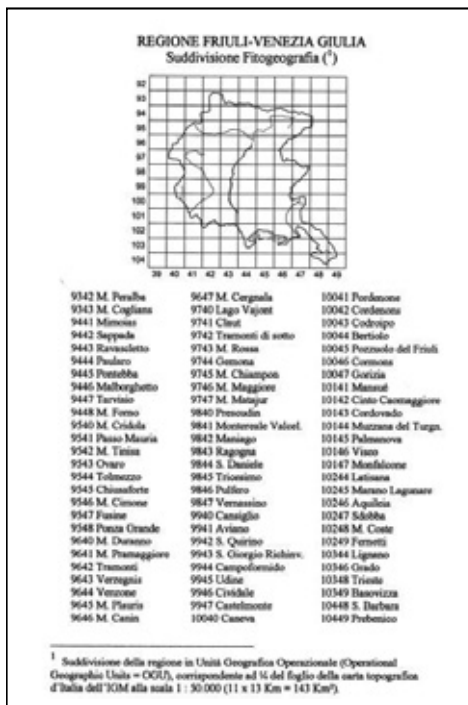 REGIONE FRIULI-VENEZIA GIULIA
Suddivisione Fitogeografia (¹)
92
93
94
95
96
97
98
99
100
101
102
103
104
39 40 41 42 43 44 45 46 47 48 49
9342 M. Peralba
9343 M. Coglians
9441 Mimoias
9442 Sappada
9443 Ravascletto
9444 Paularo
9445 Pontebba
9446 Malborghetto
9447 Tarvisio
9448 M. Forno
9540 M. Cridola
9541 Passo Mauria
9542 M. Tinisa
9543 Ovaro
9544 Tolmezzo
9545 Chiusaforte
9546 M. Cimone
9547 Fusine
9548 Ponza Grande
9640 M. Duranno
9641 M. Pramaggiore
9642 Tramonti
9643 Verzegnis
9644 Venzone
9645 M. Plauris
9646 M. Canin
9647 M. Cergnala
9740 Lago Vajont
9741 Claut
9742 Tramonti di sotto
9743 M. Rossa
9744 Gemona
9745 M. Chiampon
9746 M. Maggiore
9747 M. Matajur
9840 Prescudin
9841 Montereale Valcel.
9842 Maniago
9843 Ragogna
9844 S. Daniele
9845 Tricesimo
9846 Pulfero
9847 Vernassino
9940 Cansiglio
9941 Aviano
9942 S. Quirino
9943 S. Giorgio Richinv.
9944 Campoformido
9945 Udine
9946 Cividale
9947 Castelmonte
10040 Caneva
10041 Pordenone
10042 Cordenons
10043 Codroipo
10044 Bertiolo
10045 Pozzuolo del Friuli
10046 Cormons
10047 Gorizia
10141 Mansuè
10142 Cinto Caomaggiore
10143 Cordovado
10144 Muzzana del Turgn.
10145 Palmanova
10146 Visco
10147 Monfalcone
10244 Latisana
10245 Marano Lagunare
10246 Aquileia
10247 Sdobba
10248 M. Coste
10249 Fernetti
10344 Lignano
10346 Grado
10348 Trieste
10349 Basovizza
10448 S. Barbara
10449 Prebenico
1 Suddivisione della regione in Unità Geografica Operazionale (Operational
Geographic Units = OGU), corrispondente ad ¼ del foglio della carta topografica
d'Italia dell'IGM alla scala 1 : 50.000 (11 x 13 Km = 143 Km²).